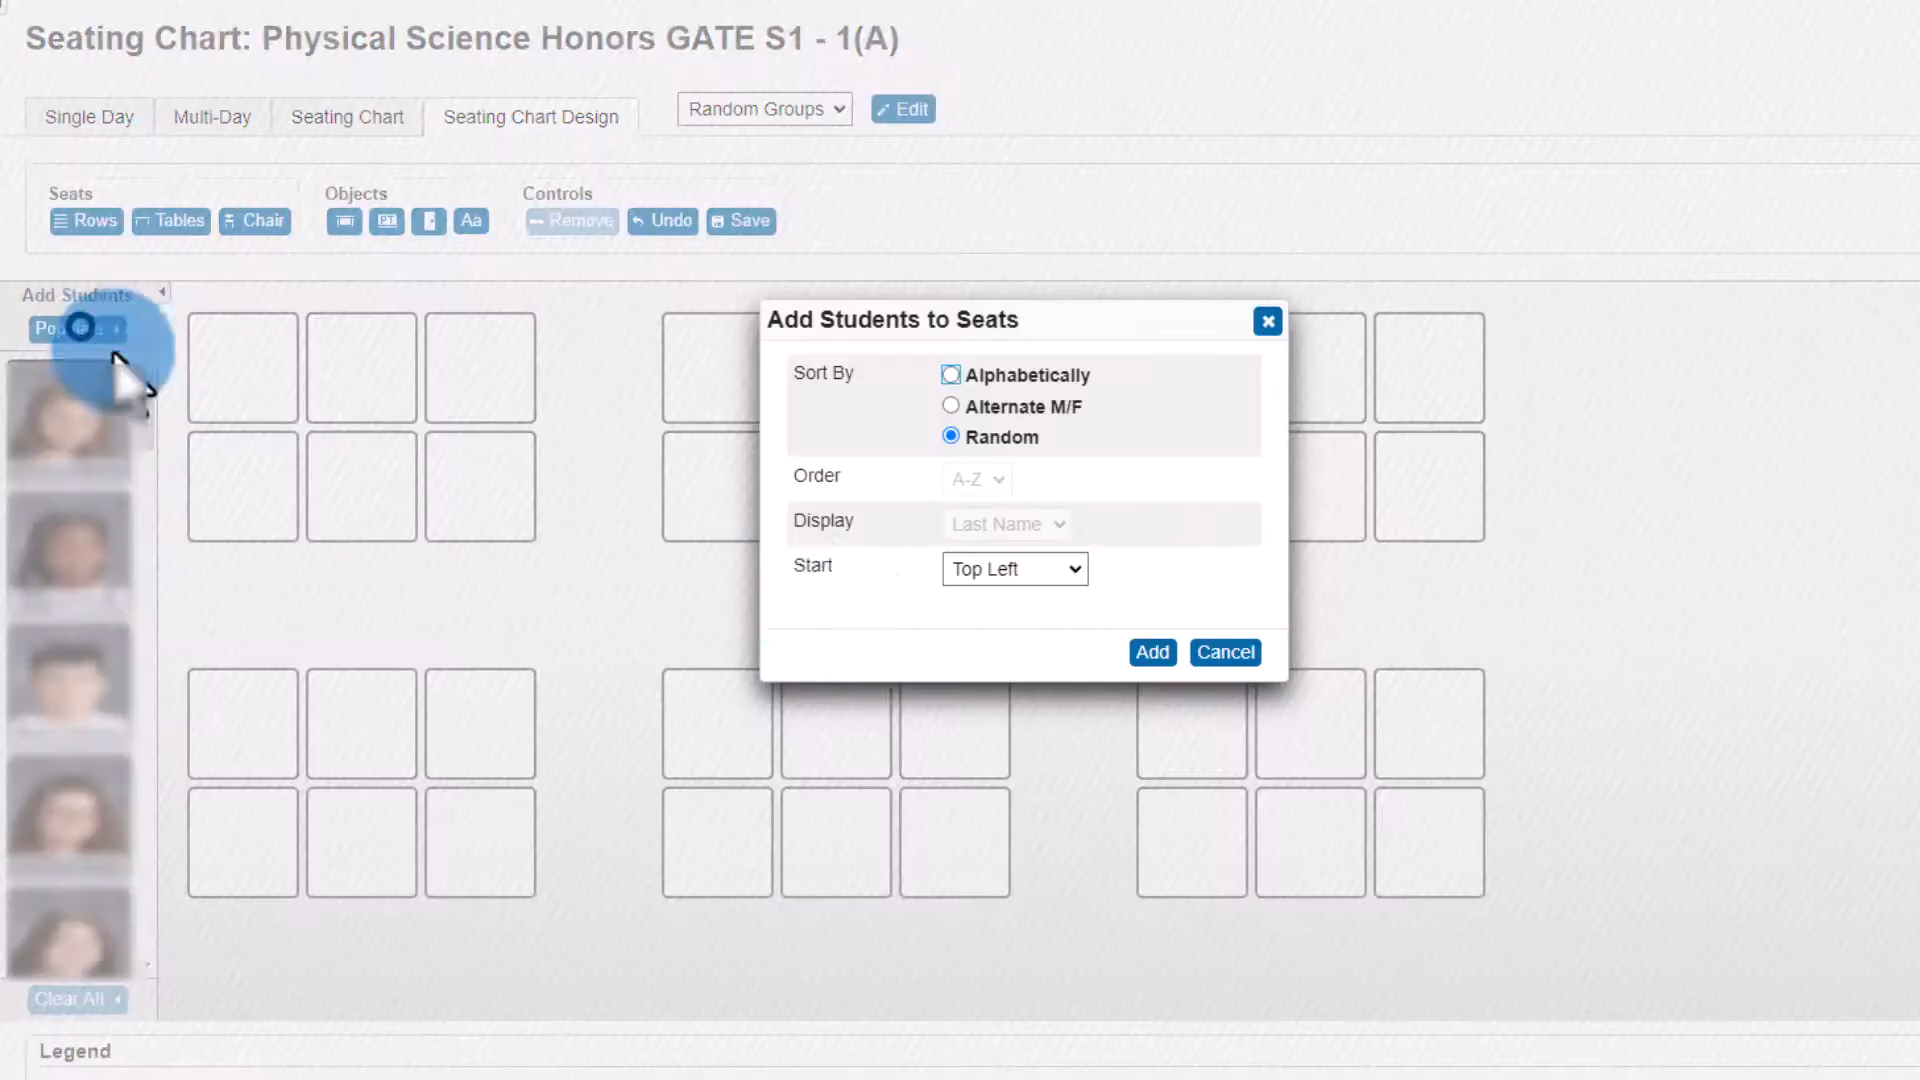 Seating Chart: Physical Science Honors GATE S1 - 1(A)
Single Day
Multi-Day
Seating Chart
Seating Chart Design
Random Groups
Edit
Seats
Objects
Controls
Rows
Tables
Chair
PT
Aa
Remove
Undo
Save
Add Students
Add Students to Seats
Sort By
Alphabetically
Alternate M/F
Random
Order
A-Z
Display
Last Name
Start
Top Left
Add
Cancel
Clear All
Legend